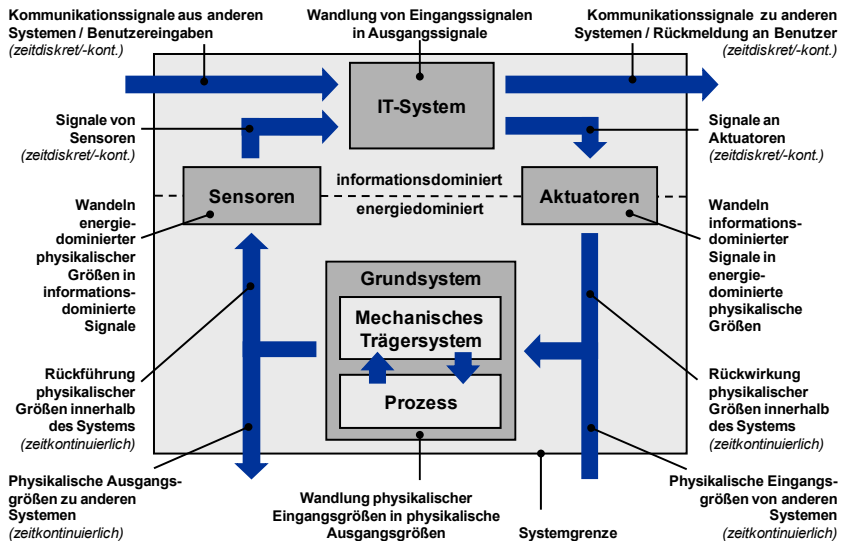 Kommunikationssignale aus anderen
Systemen / Benutzereingaben
(zeitdiskret/-kont.)
Wandlung von Eingangssignalen
in Ausgangssignale
Kommunikationssignale zu anderen
Systemen / Rückmeldung an Benutzer
(zeitdiskret/-kont.)
IT-System
Signale von
Sensoren
(zeitdiskret/-kont.)
Signale an
Aktuatoren
(zeitdiskret/-kont.)
Sensoren
informationsdominiert
energiedominiert
Aktuatoren
Wandeln
energie-
dominierter
physikalischer
Größen in
informations-
dominierte
Signale
Wandeln
informations-
dominierter
Signale in
energie-
dominierte
physikalische
Größen
Grundsystem
Mechanisches
Trägersystem
Prozess
Rückführung
physikalischer
Größen innerhalb
des Systems
(zeitkontinuierlich)
Rückwirkung
physikalischer
Größen innerhalb
des Systems
(zeitkontinuierlich)
Physikalische Ausgangs-
größen zu anderen
Systemen
(zeitkontinuierlich)
Wandlung physikalischer
Eingangsgrößen in physikalische
Ausgangsgrößen
Systemgrenze
Physikalische Eingangs-
größen von anderen
Systemen
(zeitkontinuierlich)